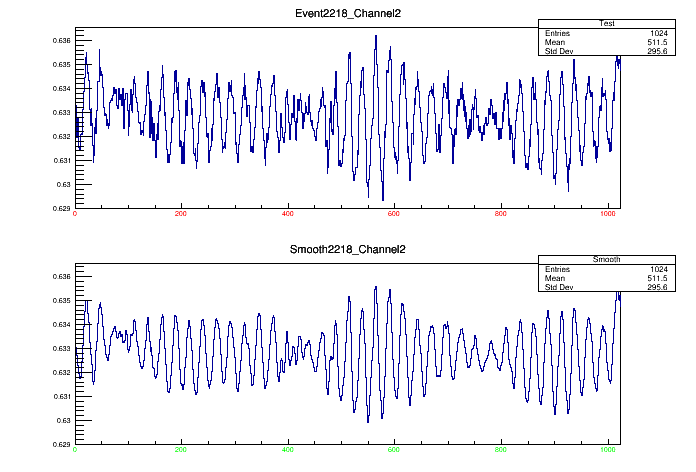 Event2218_Channel2
Test
Entries 1024
Mean 511.5
Std Dev 295.6
0.636
0.635
0.634
0.633
0.632
0.631
0.63
0.629
0 200 400 600 800 1000
Smooth2218_Channel2
Smooth
Entries 1024
Mean 511.5
Std Dev 295.6
0.636
0.635
0.634
0.633
0.632
0.631
0.63
0.629
0 200 400 600 800 1000